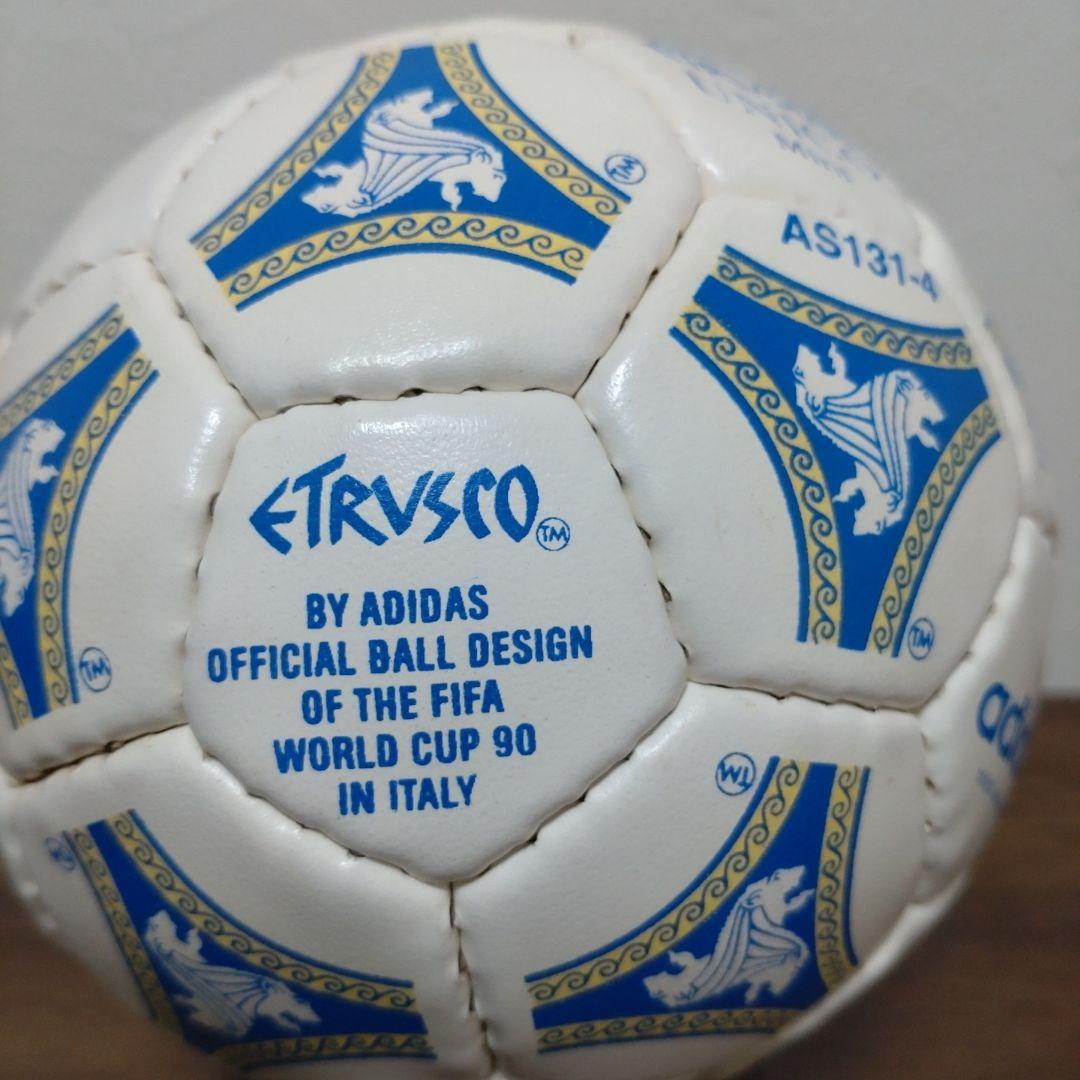 AS131-4
ETRVSCO TM
BY ADIDAS
OFFICIAL BALL DESIGN
OF THE FIFA
WORLD CUP 90
IN ITALY
TM
TM
TM
TM